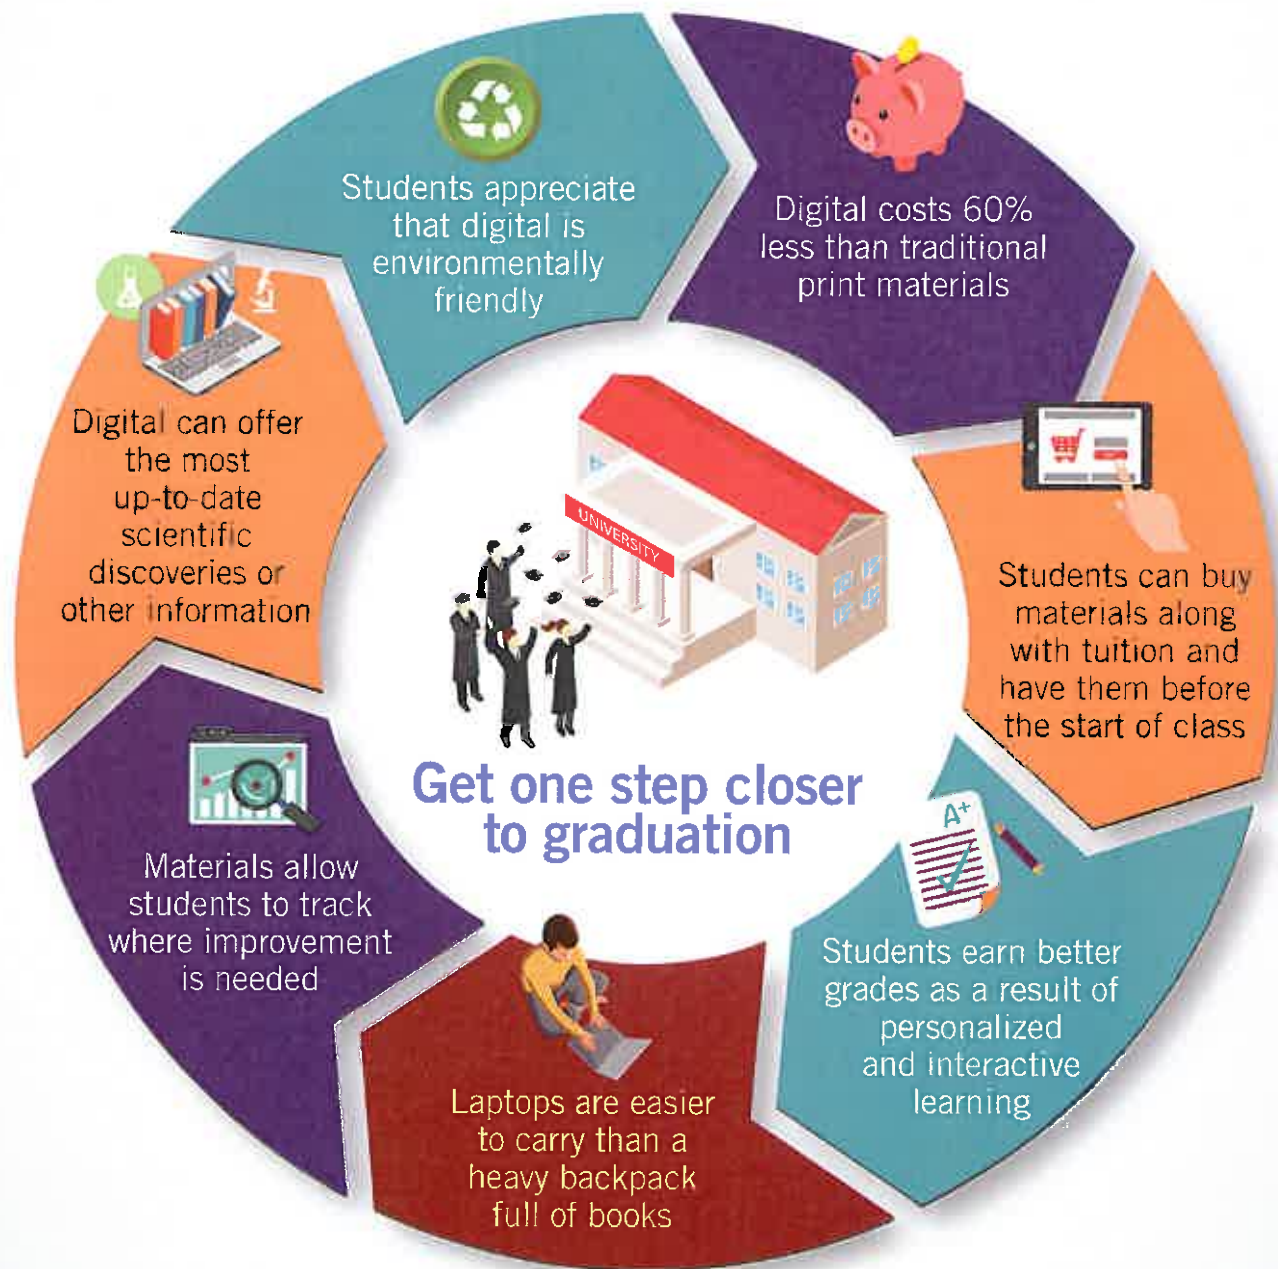 Students appreciate
that digital is
environmentally
friendly
Digital costs 60%
less than traditional
print materials
Students can buy
materials along
with tuition and
have them before
the start of class
A+
Students earn better
grades as a result of
personalized
and interactive
learning
Laptops are easier
to carry than a
heavy backpack
full of books
Materials allow
students to track
where improvement
is needed
Digital can offer
the most
up-to-date
scientific
discoveries or
other information
UNIVERSITY
Get one step closer
to graduation